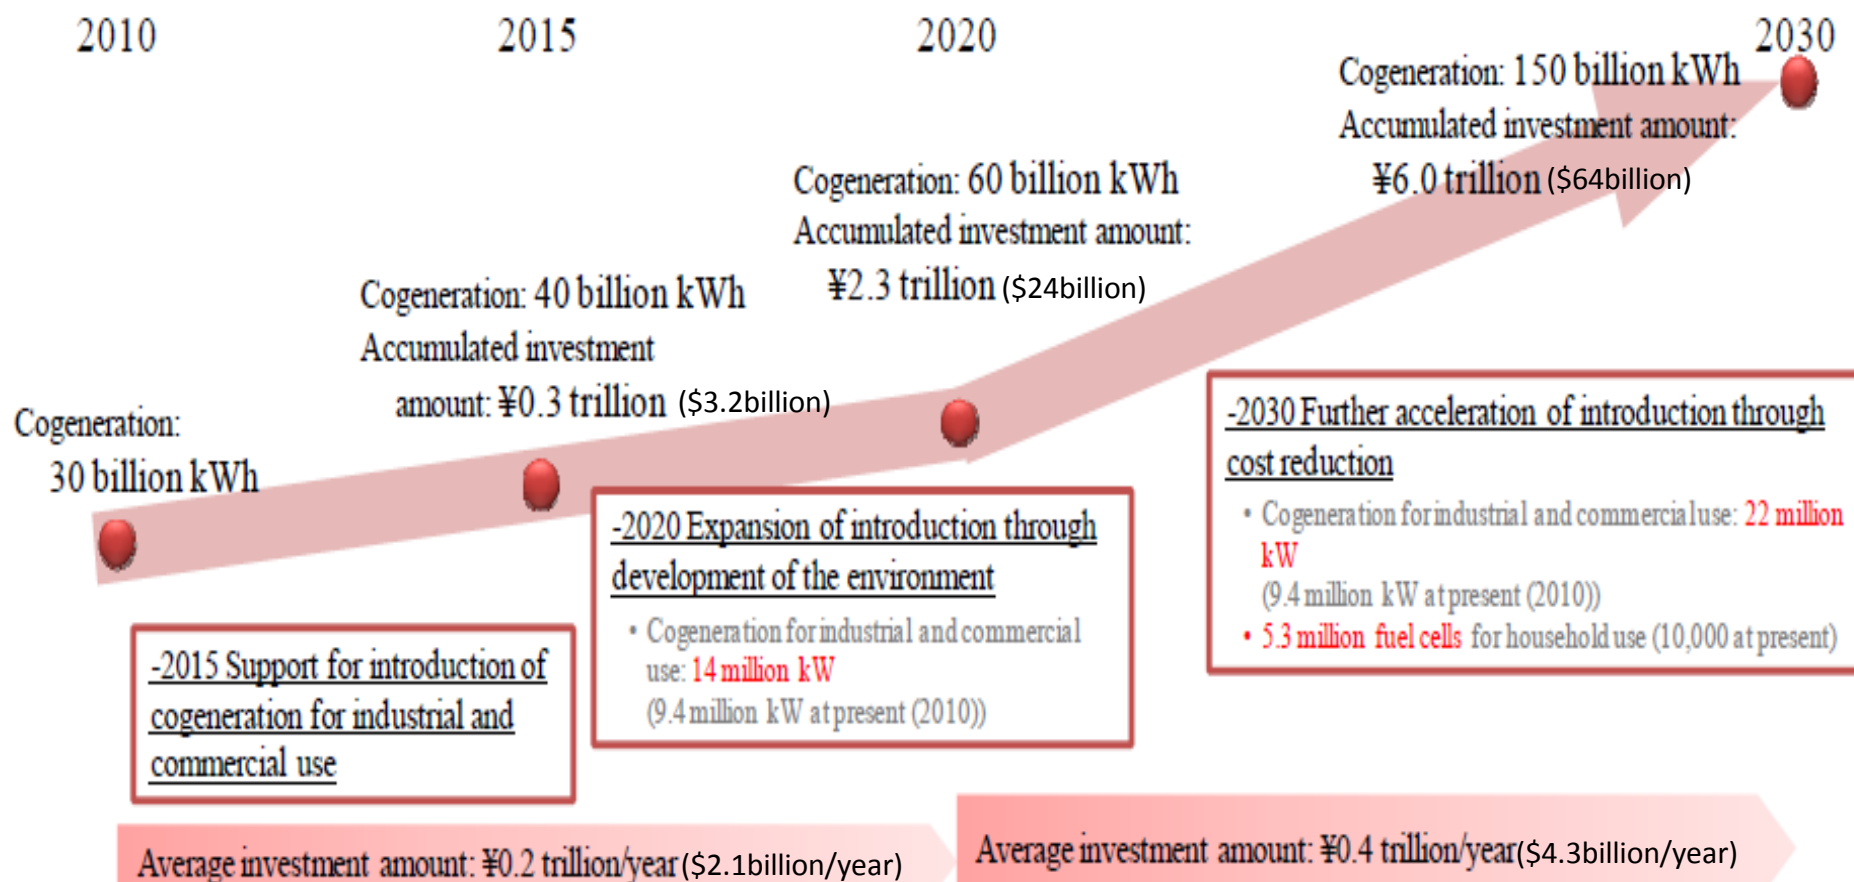 2010
2015
2020
2030
Cogeneration:
30 billion kWh
Cogeneration: 40 billion kWh
Accumulated investment
amount: ¥0.3 trillion ($3.2billion)
Cogeneration: 60 billion kWh
Accumulated investment amount:
¥2.3 trillion ($24billion)
Cogeneration: 150 billion kWh
Accumulated investment amount:
¥6.0 trillion ($64billion)
-2015 Support for introduction of
cogeneration for industrial and
commercial use
-2020 Expansion of introduction through
development of the environment
• Cogeneration for industrial and commercial
use: 14 million kW
(9.4 million kW at present (2010))
-2030 Further acceleration of introduction through
cost reduction
• Cogeneration for industrial and commercial use: 22 million
kW
(9.4 million kW at present (2010))
• 5.3 million fuel cells for household use (10,000 at present)
Average investment amount: ¥0.2 trillion/year($2.1billion/year)
Average investment amount: ¥0.4 trillion/year($4.3billion/year)